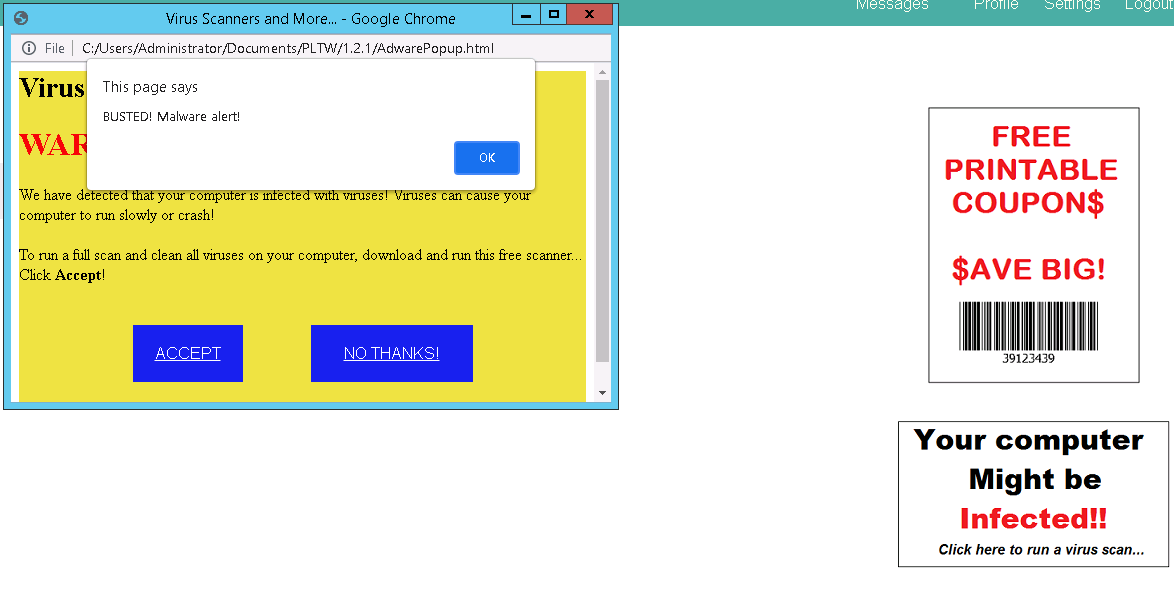 Virus Scanners and More... - Google Chrome
File
C:/Users/Administrator/Documents/PLTW/1.2.1/AdwarePopup.html
Messages
Profile
Settings
Logout
Virus
This page says
BUSTED! Malware alert!
OK
We have detected that your computer is infected with viruses! Viruses can cause your
computer to run slowly or crash!
To run a full scan and clean all viruses on your computer, download and run this free scanner...
Click Accept!
ACCEPT
NO THANKS!
FREE
PRINTABLE
COUPON$
$AVE BIG!
39123439
Your computer
Might be
Infected!!
Click here to run a virus scan...